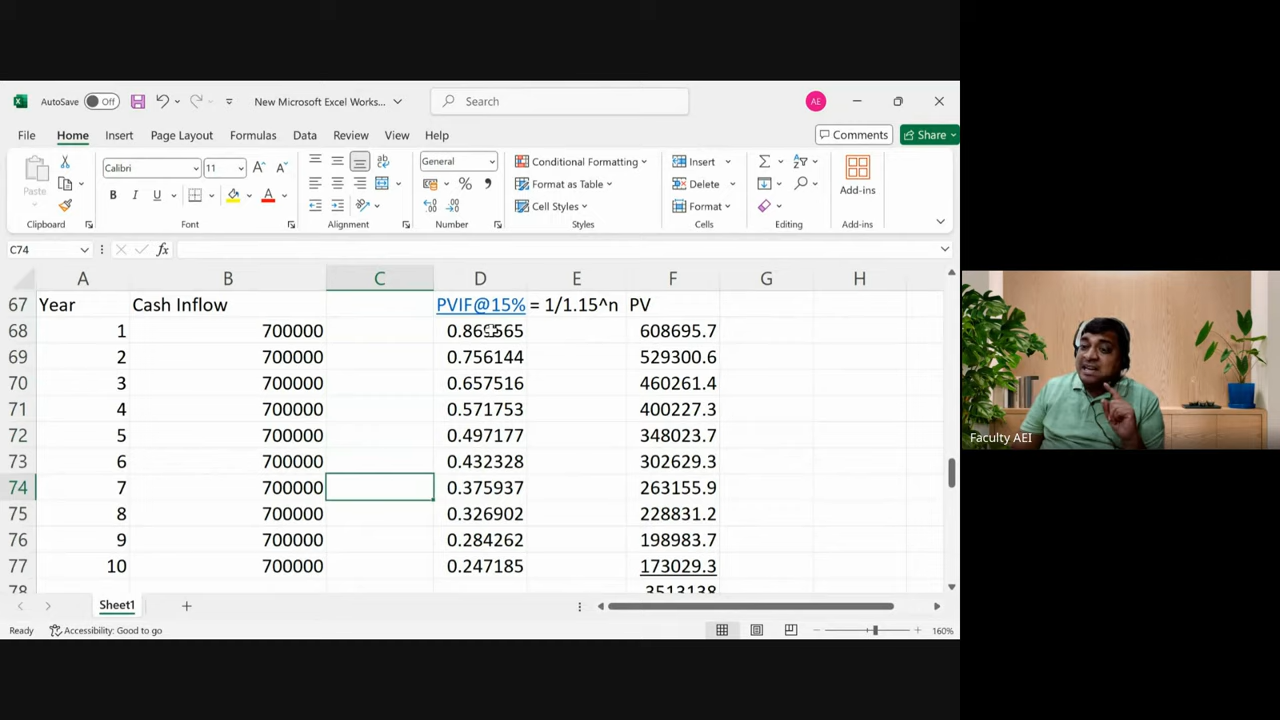 AutoSave Off New Microsoft Excel Works... Search AE
File Home Insert Page Layout Formulas Data Review View Help Comments Share
Paste Calibri 11 A A General Conditional Formatting Insert
B I U A Format as Table Delete Add-ins
Cell Styles Format
Clipboard Font Alignment Number Styles Cells Editing Add-ins
C74 fx
A B C D E F G H
67 Year Cash Inflow PVIF@15% = 1/1.15^n PV
68 1 700000 0.869565 608695.7
69 2 700000 0.756144 529300.6
70 3 700000 0.657516 460261.4
71 4 700000 0.571753 400227.3
72 5 700000 0.497177 348023.7
73 6 700000 0.432328 302629.3
74 7 700000 0.375937 263155.9
75 8 700000 0.326902 228831.2
76 9 700000 0.284262 198983.7
77 10 700000 0.247185 173029.3
78 3513138
Sheet1
Ready Accessibility: Good to go 160%
Faculty AEI